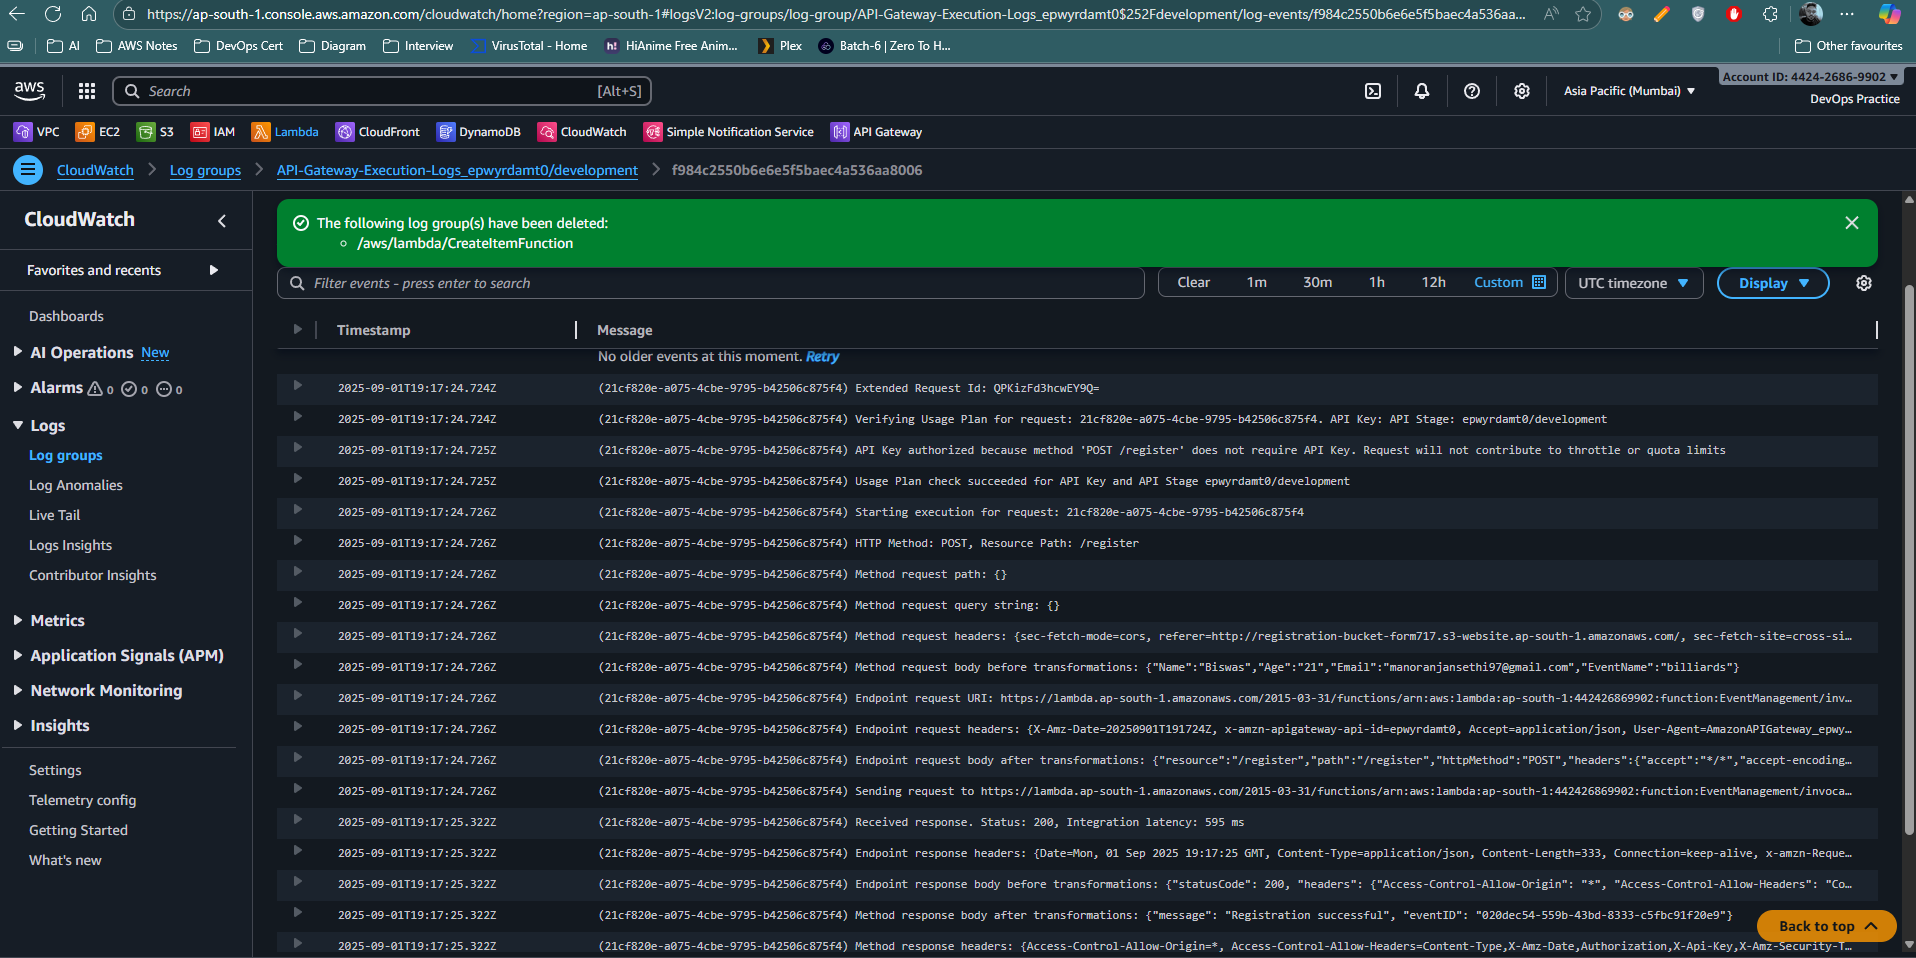 https://ap-south-1.console.aws.amazon.com/cloudwatch/home?region=ap-south-1#logsV2:log-groups/log-group/API-Gateway-Execution-Logs_epwyrdamt0$252Fdevelopment/log-events/f984c2550b6e6e5f5baec4a536aa...
AI AWS Notes DevOps Cert Diagram Interview VirusTotal - Home HiAnime Free Anim... Plex Batch-6 | Zero To H... Other favourites
aws Search [Alt+S] Asia Pacific (Mumbai) Account ID: 4424-2686-9902
DevOps Practice
VPC EC2 S3 IAM Lambda CloudFront DynamoDB CloudWatch Simple Notification Service API Gateway
CloudWatch Log groups API-Gateway-Execution-Logs_epwyrdamt0/development f984c2550b6e6e5f5baec4a536aa8006
CloudWatch
Favorites and recents
Dashboards
AI Operations New
Alarms 0 0 0
Logs
Log groups
Log Anomalies
Live Tail
Logs Insights
Contributor Insights
Metrics
Application Signals (APM)
Network Monitoring
Insights
Settings
Telemetry config
Getting Started
What's new
The following log group(s) have been deleted:
/aws/lambda/CreateItemFunction
Filter events - press enter to search Clear 1m 30m 1h 12h Custom UTC timezone Display
Timestamp Message
No older events at this moment. Retry
2025-09-01T19:17:24.724Z (21cf820e-a075-4cbe-9795-b42506c875f4) Extended Request Id: QPKizFd3hcwEY9Q=
2025-09-01T19:17:24.724Z (21cf820e-a075-4cbe-9795-b42506c875f4) Verifying Usage Plan for request: 21cf820e-a075-4cbe-9795-b42506c875f4. API Key: API Stage: epwyrdamt0/development
2025-09-01T19:17:24.725Z (21cf820e-a075-4cbe-9795-b42506c875f4) API Key authorized because method 'POST /register' does not require API Key. Request will not contribute to throttle or quota limits
2025-09-01T19:17:24.725Z (21cf820e-a075-4cbe-9795-b42506c875f4) Usage Plan check succeeded for API Key and API Stage epwyrdamt0/development
2025-09-01T19:17:24.726Z (21cf820e-a075-4cbe-9795-b42506c875f4) Starting execution for request: 21cf820e-a075-4cbe-9795-b42506c875f4
2025-09-01T19:17:24.726Z (21cf820e-a075-4cbe-9795-b42506c875f4) HTTP Method: POST, Resource Path: /register
2025-09-01T19:17:24.726Z (21cf820e-a075-4cbe-9795-b42506c875f4) Method request path: {}
2025-09-01T19:17:24.726Z (21cf820e-a075-4cbe-9795-b42506c875f4) Method request query string: {}
2025-09-01T19:17:24.726Z (21cf820e-a075-4cbe-9795-b42506c875f4) Method request headers: {sec-fetch-mode=cors, referer=http://registration-bucket-form717.s3-website.ap-south-1.amazonaws.com/, sec-fetch-site=cross-si...
2025-09-01T19:17:24.726Z (21cf820e-a075-4cbe-9795-b42506c875f4) Method request body before transformations: {"Name":"Biswas","Age":"21","Email":"manoranjansethi97@gmail.com","EventName":"billiards"}
2025-09-01T19:17:24.726Z (21cf820e-a075-4cbe-9795-b42506c875f4) Endpoint request URI: https://lambda.ap-south-1.amazonaws.com/2015-03-31/functions/arn:aws:lambda:ap-south-1:442426869902:function:EventManagement/inv...
2025-09-01T19:17:24.726Z (21cf820e-a075-4cbe-9795-b42506c875f4) Endpoint request headers: {X-Amz-Date=20250901T191724Z, x-amzn-apigateway-api-id=epwyrdamt0, Accept=application/json, User-Agent=AmazonAPIGateway_epwy...
2025-09-01T19:17:24.726Z (21cf820e-a075-4cbe-9795-b42506c875f4) Endpoint request body after transformations: {"resource":"/register","path":"/register","httpMethod":"POST","headers":{"accept":"*/*","accept-encoding...
2025-09-01T19:17:24.726Z (21cf820e-a075-4cbe-9795-b42506c875f4) Sending request to https://lambda.ap-south-1.amazonaws.com/2015-03-31/functions/arn:aws:lambda:ap-south-1:442426869902:function:EventManagement/invoca...
2025-09-01T19:17:25.322Z (21cf820e-a075-4cbe-9795-b42506c875f4) Received response. Status: 200, Integration latency: 595 ms
2025-09-01T19:17:25.322Z (21cf820e-a075-4cbe-9795-b42506c875f4) Endpoint response headers: {Date=Mon, 01 Sep 2025 19:17:25 GMT, Content-Type=application/json, Content-Length=333, Connection=keep-alive, x-amzn-Reque...
2025-09-01T19:17:25.322Z (21cf820e-a075-4cbe-9795-b42506c875f4) Endpoint response body before transformations: {"statusCode": 200, "headers": {"Access-Control-Allow-Origin": "*", "Access-Control-Allow-Headers": "Co...
2025-09-01T19:17:25.322Z (21cf820e-a075-4cbe-9795-b42506c875f4) Method response body after transformations: {"message": "Registration successful", "eventID": "020dec54-559b-43bd-8333-c5fbc91f20e9"}
2025-09-01T19:17:25.322Z (21cf820e-a075-4cbe-9795-b42506c875f4) Method response headers: {Access-Control-Allow-Origin=*, Access-Control-Allow-Headers=Content-Type,X-Amz-Date,Authorization,X-Api-Key,X-Amz-Security-T...
Back to top